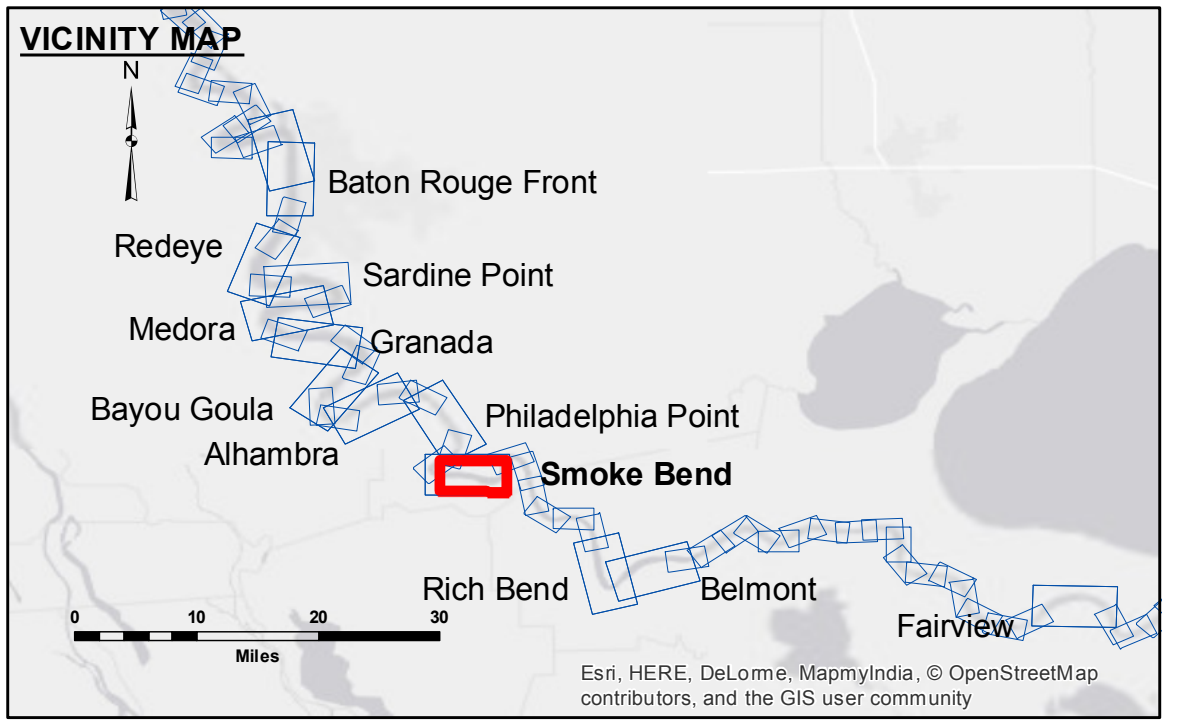 VICINITY MAP
N
Baton Rouge Front
Redeye
Sardine Point
Medora
Granada
Bayou Goula
Philadelphia Point
Alhambra
Smoke Bend
Rich Bend
Belmont
Fairview
0 10 20 30
Miles
Esri, HERE, DeLorme, MapmyIndia, © OpenStreetMap
contributors, and the GIS user community